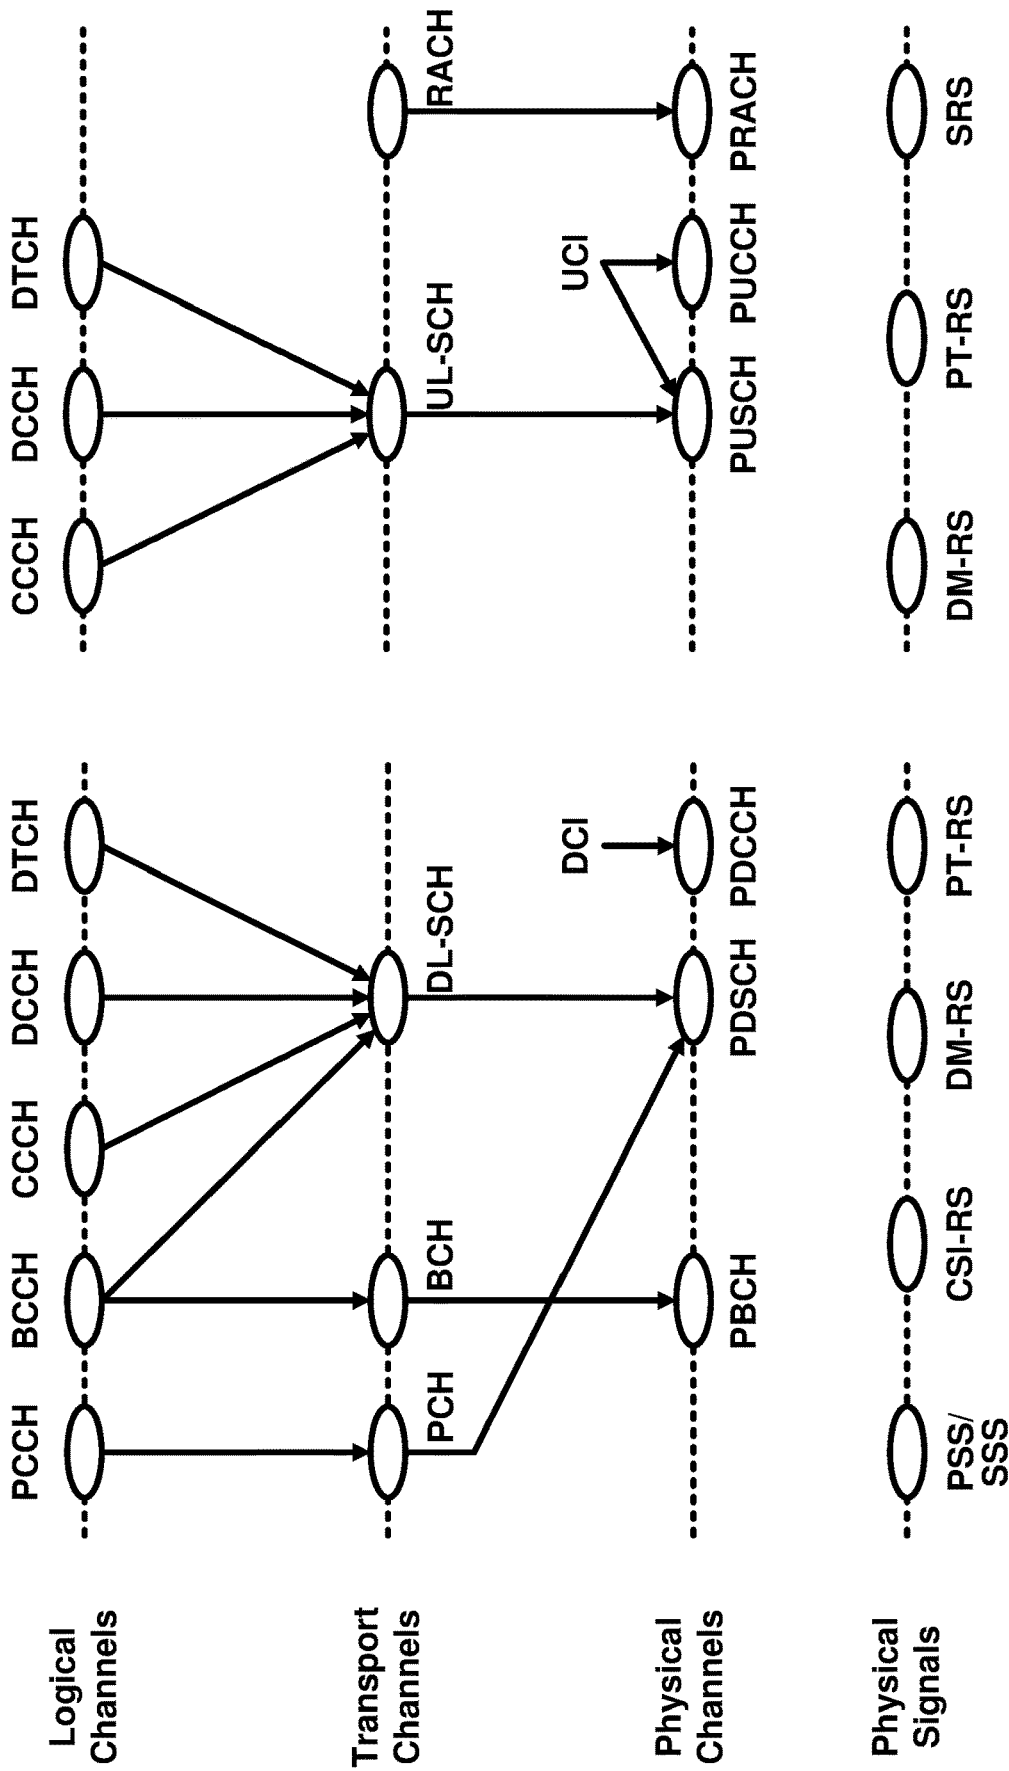 Logical
Channels
PCCH
BCCH
CCCH
DCCH
DTCH
CCCH
DCCH
DTCH
Transport
Channels
PCH
BCH
DL-SCH
UL-SCH
RACH
DCI
UCI
Physical
Channels
PBCH
PDSCH
PDCCH
PUSCH
PUCCH
PRACH
Physical
Signals
PSS/
SSS
CSI-RS
DM-RS
PT-RS
DM-RS
PT-RS
SRS